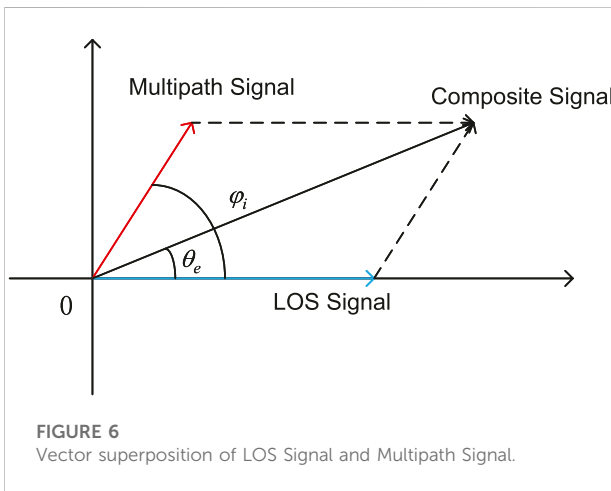 Multipath Signal
Composite Signal
φᵢ
θₑ
0
LOS Signal
FIGURE 6
Vector superposition of LOS Signal and Multipath Signal.